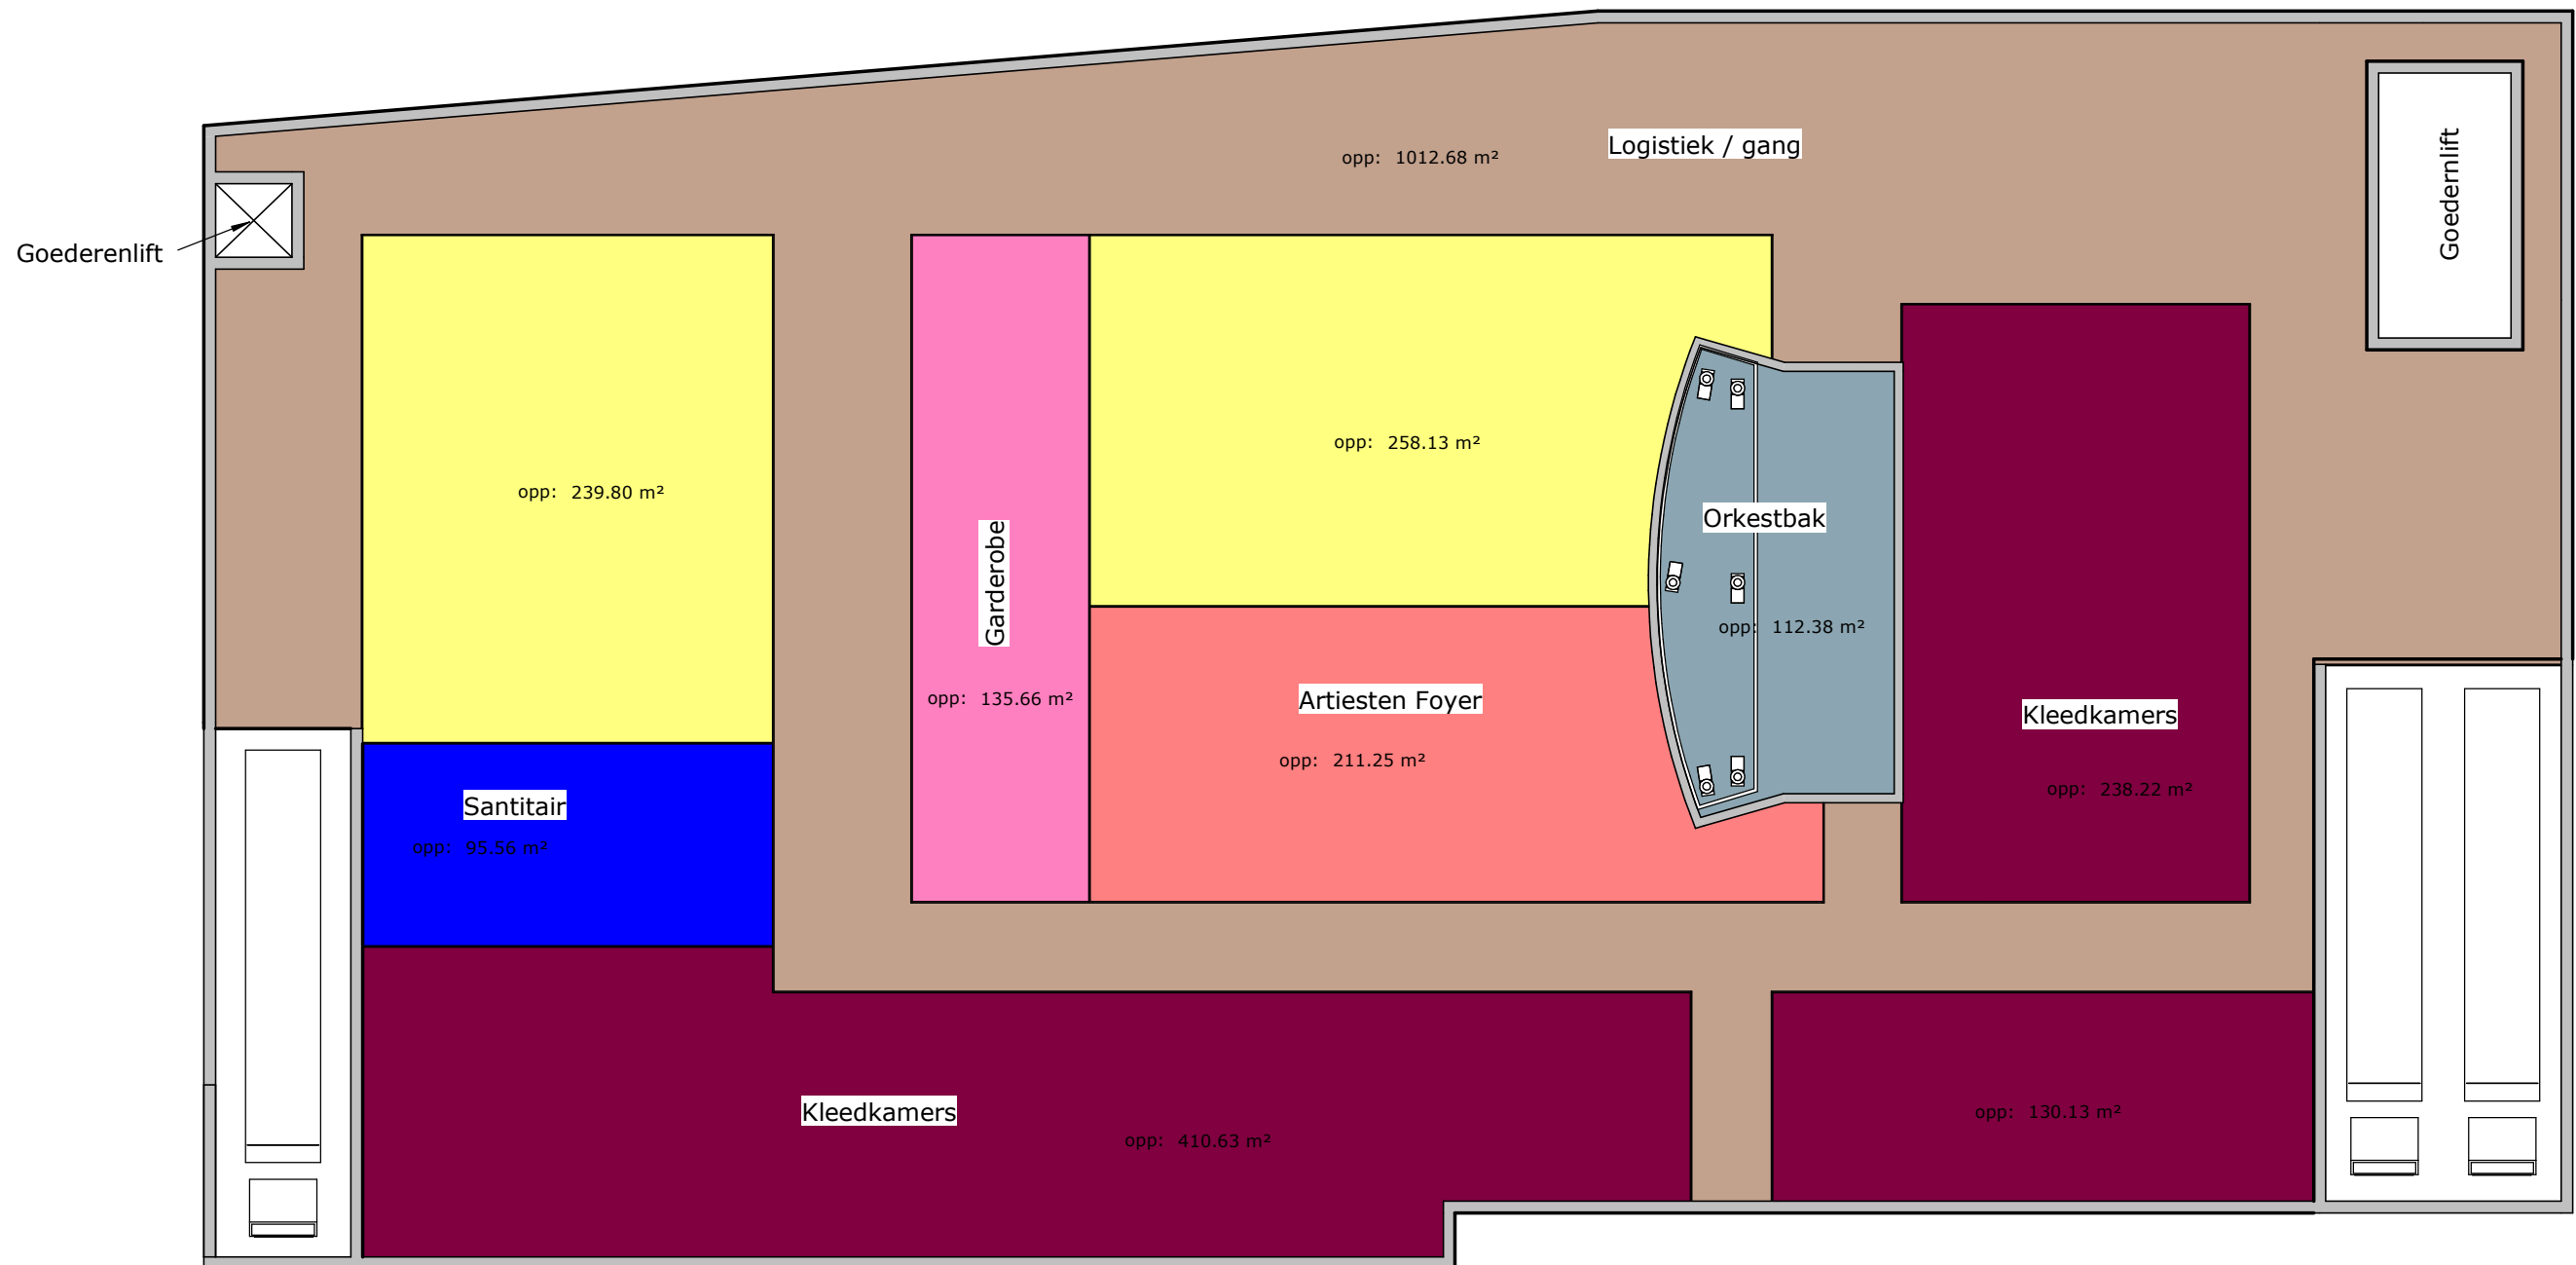 Logistiek / gang
opp: 1012.68 m²
Goedernlift
Goederenlift
opp: 258.13 m²
opp: 239.80 m²
Orkestbak
Garderobe
opp: 112.38 m²
opp: 135.66 m²
Artiesten Foyer
Kleedkamers
opp: 211.25 m²
opp: 238.22 m²
Santitair
opp: 95.56 m²
Kleedkamers
opp: 130.13 m²
opp: 410.63 m²